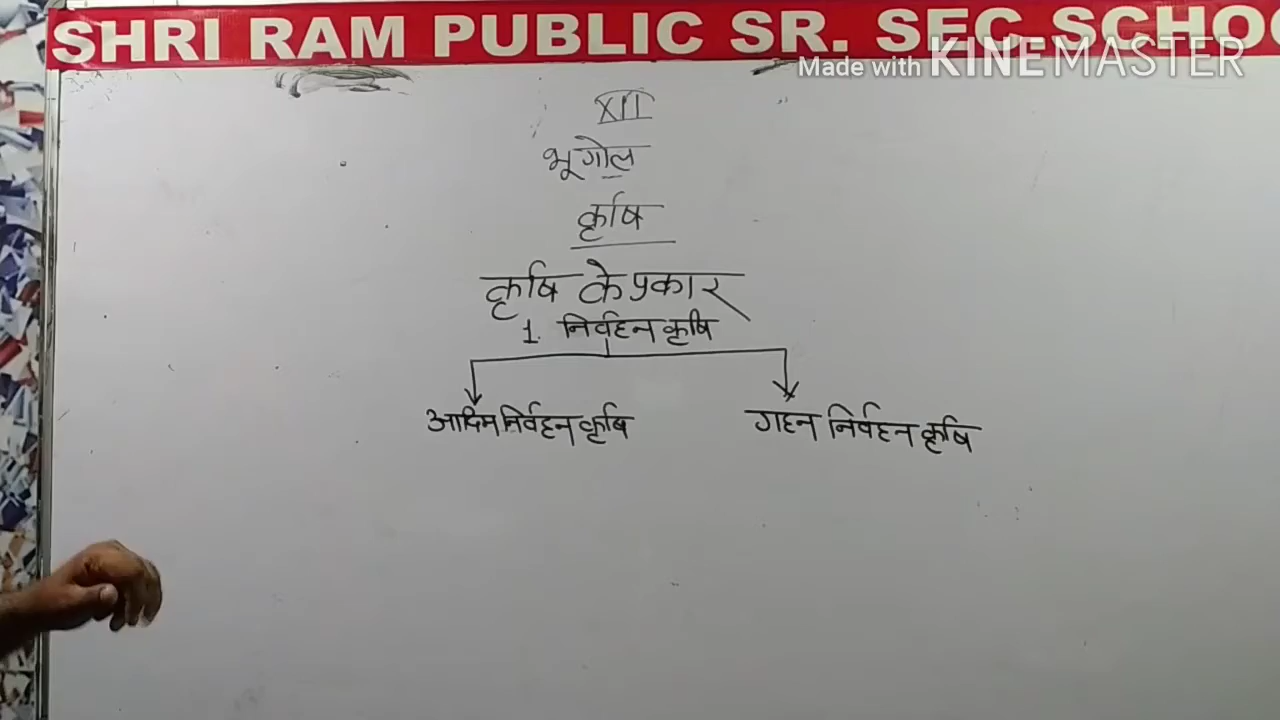 SHRI RAM PUBLIC SR. SEC. SCHO
Made with KINEMASTER
XII
भूगोल
कृषि
कृषि के प्रकार
1. निर्वहन कृषि
आदिम निर्वहन कृषि
गहन निर्वहन कृषि